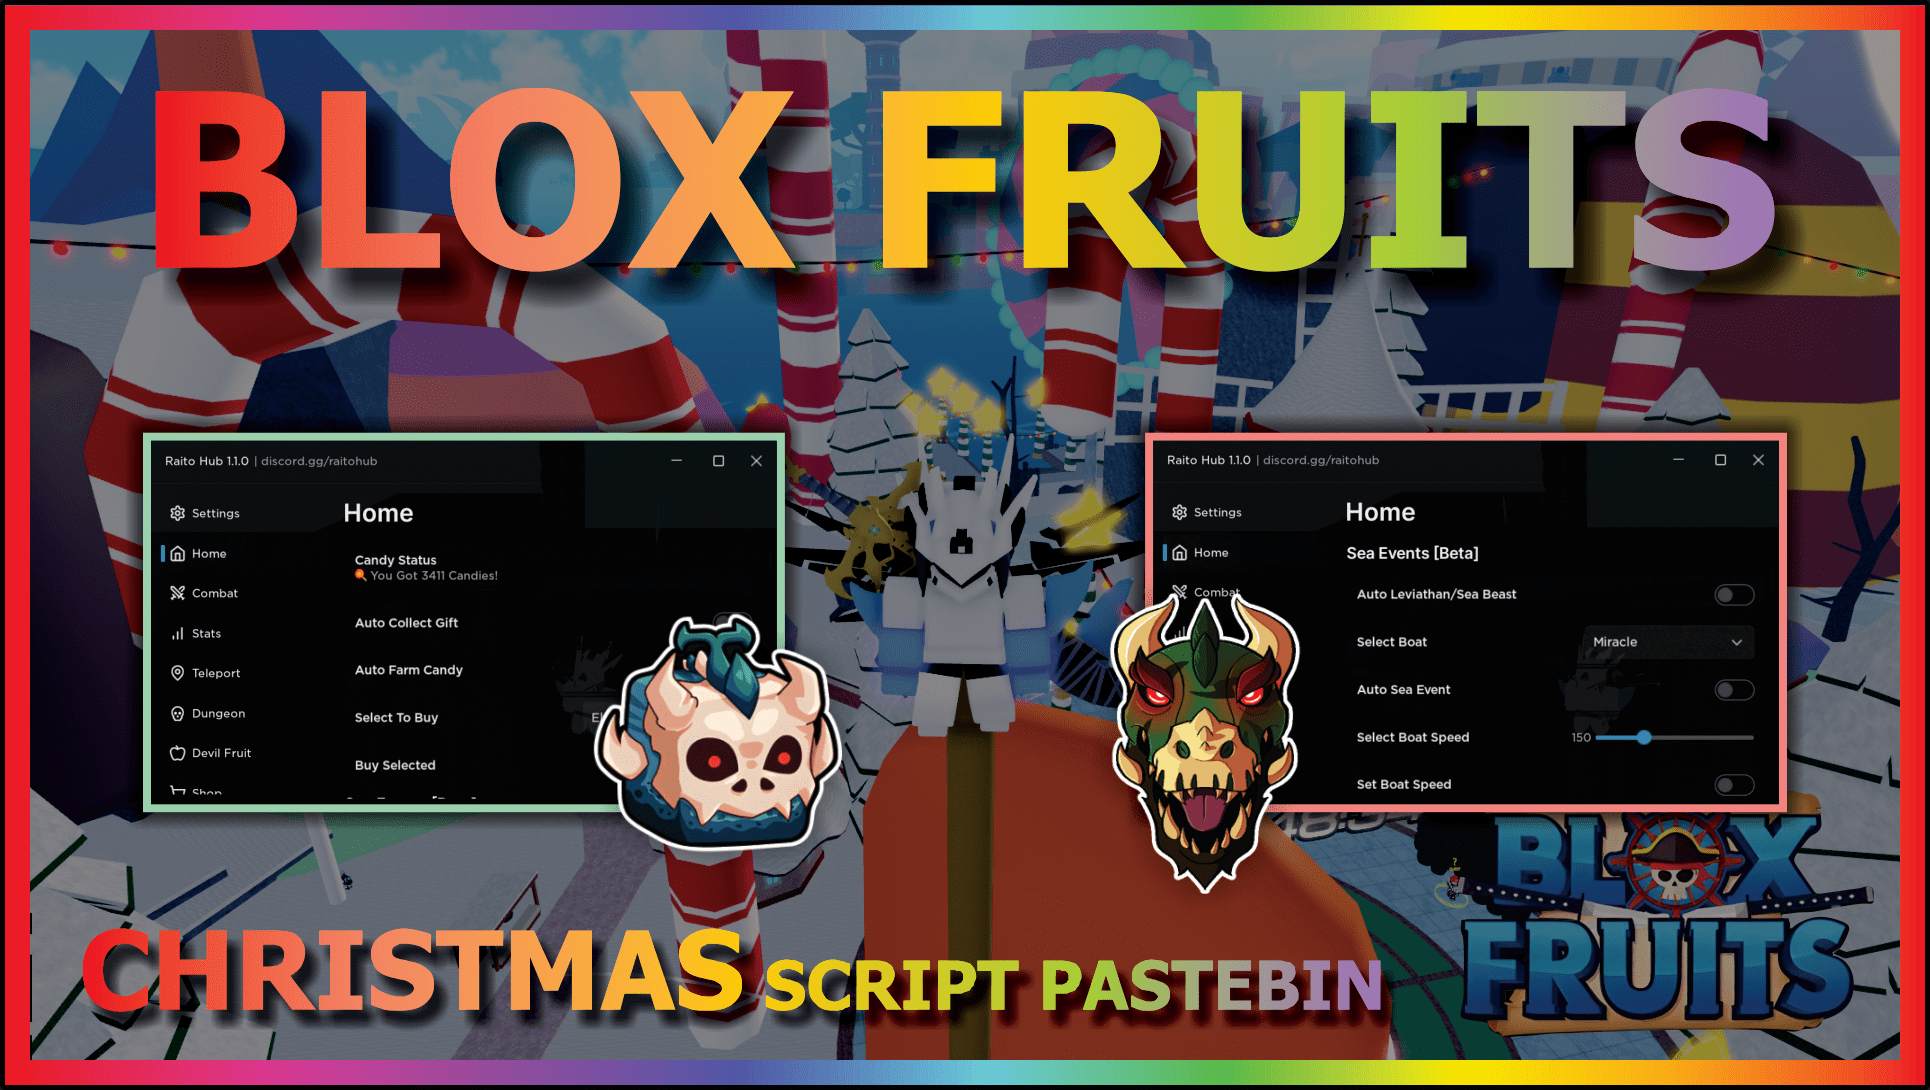 BLOX FRUITS
Raito Hub 1.1.0 | discord.gg/raitohub
Settings
Home
Home
Candy Status
You Got 3411 Candies!
Combat
Auto Collect Gift
Stats
Auto Farm Candy
Teleport
Select To Buy
Dungeon
Devil Fruit
Buy Selected
Shop
Raito Hub 1.1.0 | discord.gg/raitohub
Settings
Home
Home
Sea Events [Beta]
Combat
Auto Leviathan/Sea Beast
Select Boat
Miracle
Auto Sea Event
Select Boat Speed
150
Set Boat Speed
BLOX
FRUITS
CHRISTMAS SCRIPT PASTEBIN